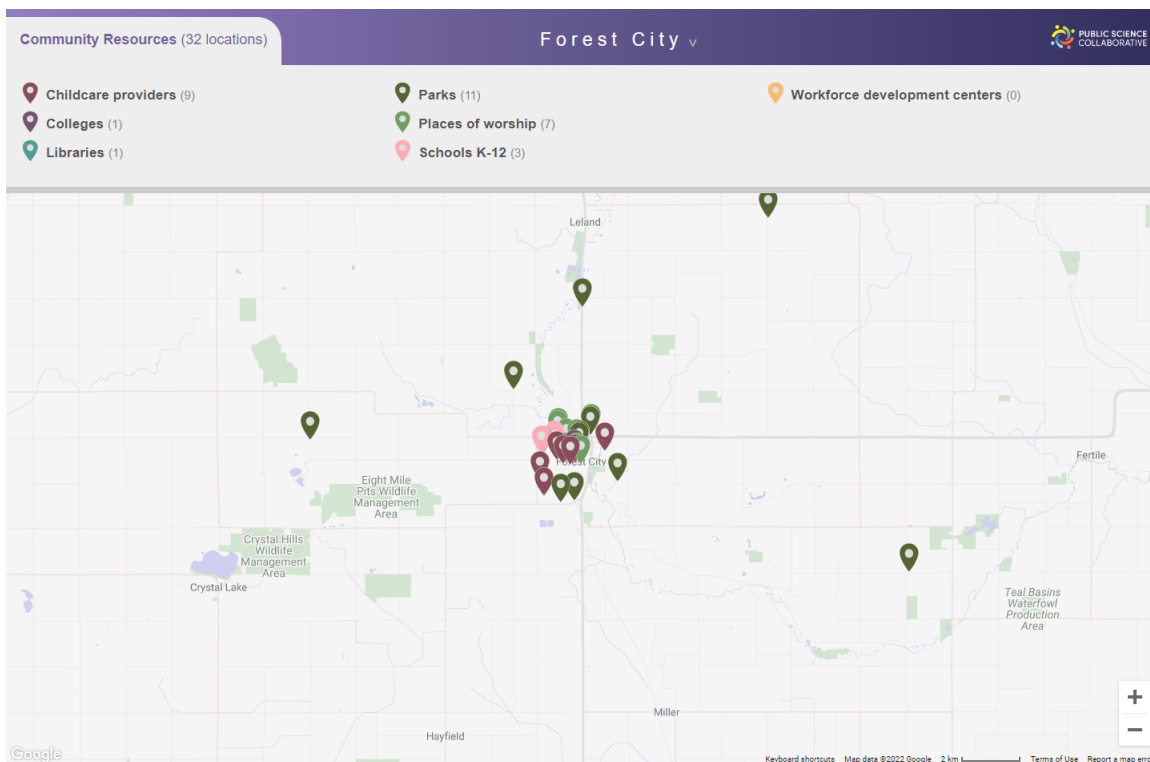 Community Resources (32 locations)
Forest City v
PUBLIC SCIENCE
COLLABORATIVE
Childcare providers (9)
Parks (11)
Workforce development centers (0)
Colleges (1)
Places of worship (7)
Libraries (1)
Schools K-12 (3)
Leland
Forest City
Fertile
Eight Mile
Pits Wildlife
Management
Area
Crystal Hills
Wildlife
Management
Area
Crystal Lake
Teal Basins
Waterfowl
Production
Area
Miller
Hayfield
+
−
Google
Keyboard shortcuts Map data ©2022 Google 2 km Terms of Use Report a map erro